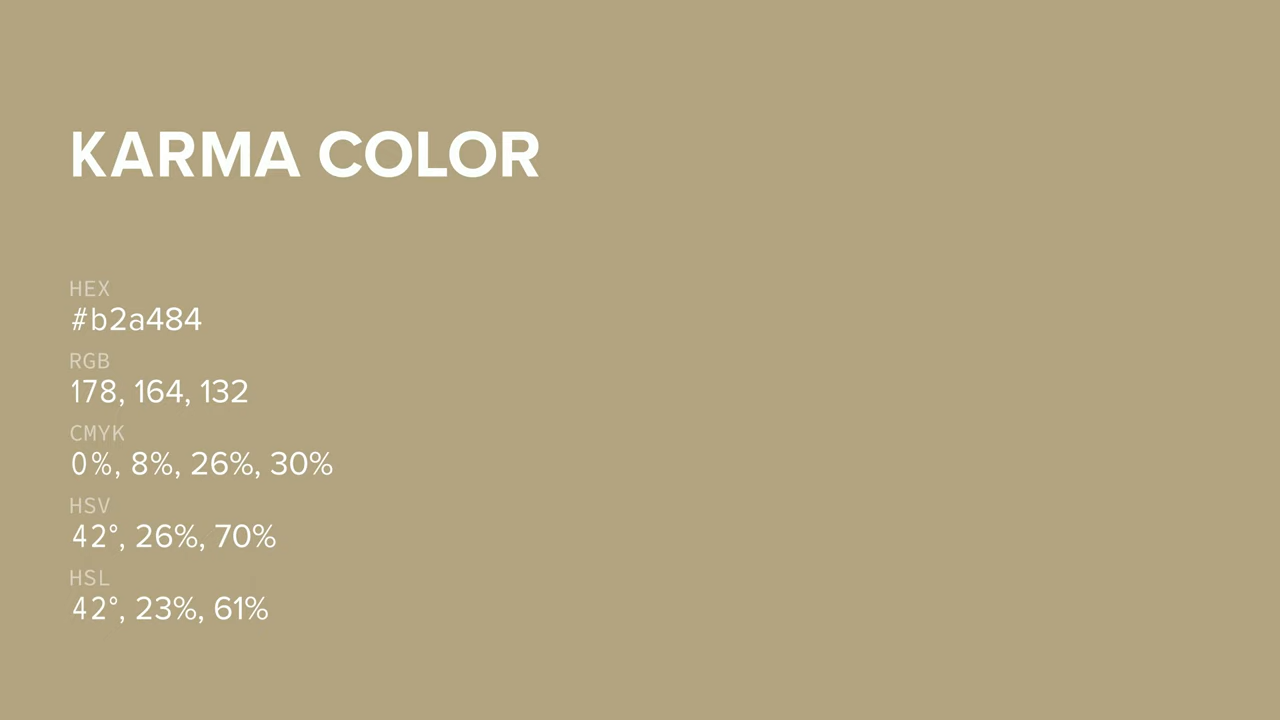 KARMA COLOR
HEX
#b2a484
RGB
178, 164, 132
CMYK
0%, 8%, 26%, 30%
HSV
42°, 26%, 70%
HSL
42°, 23%, 61%